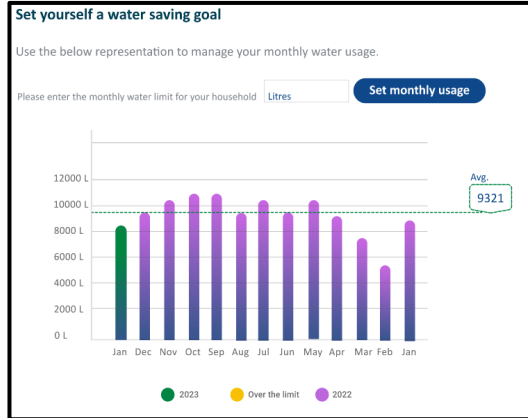 Set yourself a water saving goal
Use the below representation to manage your monthly water usage.
Please enter the monthly water limit for your household Litres Set monthly usage
Avg.
9321
12000 L
10000 L
8000 L
6000 L
4000 L
2000 L
0 L
Jan Dec Nov Oct Sep Aug Jul Jun May Apr Mar Feb Jan
2023 Over the limit 2022